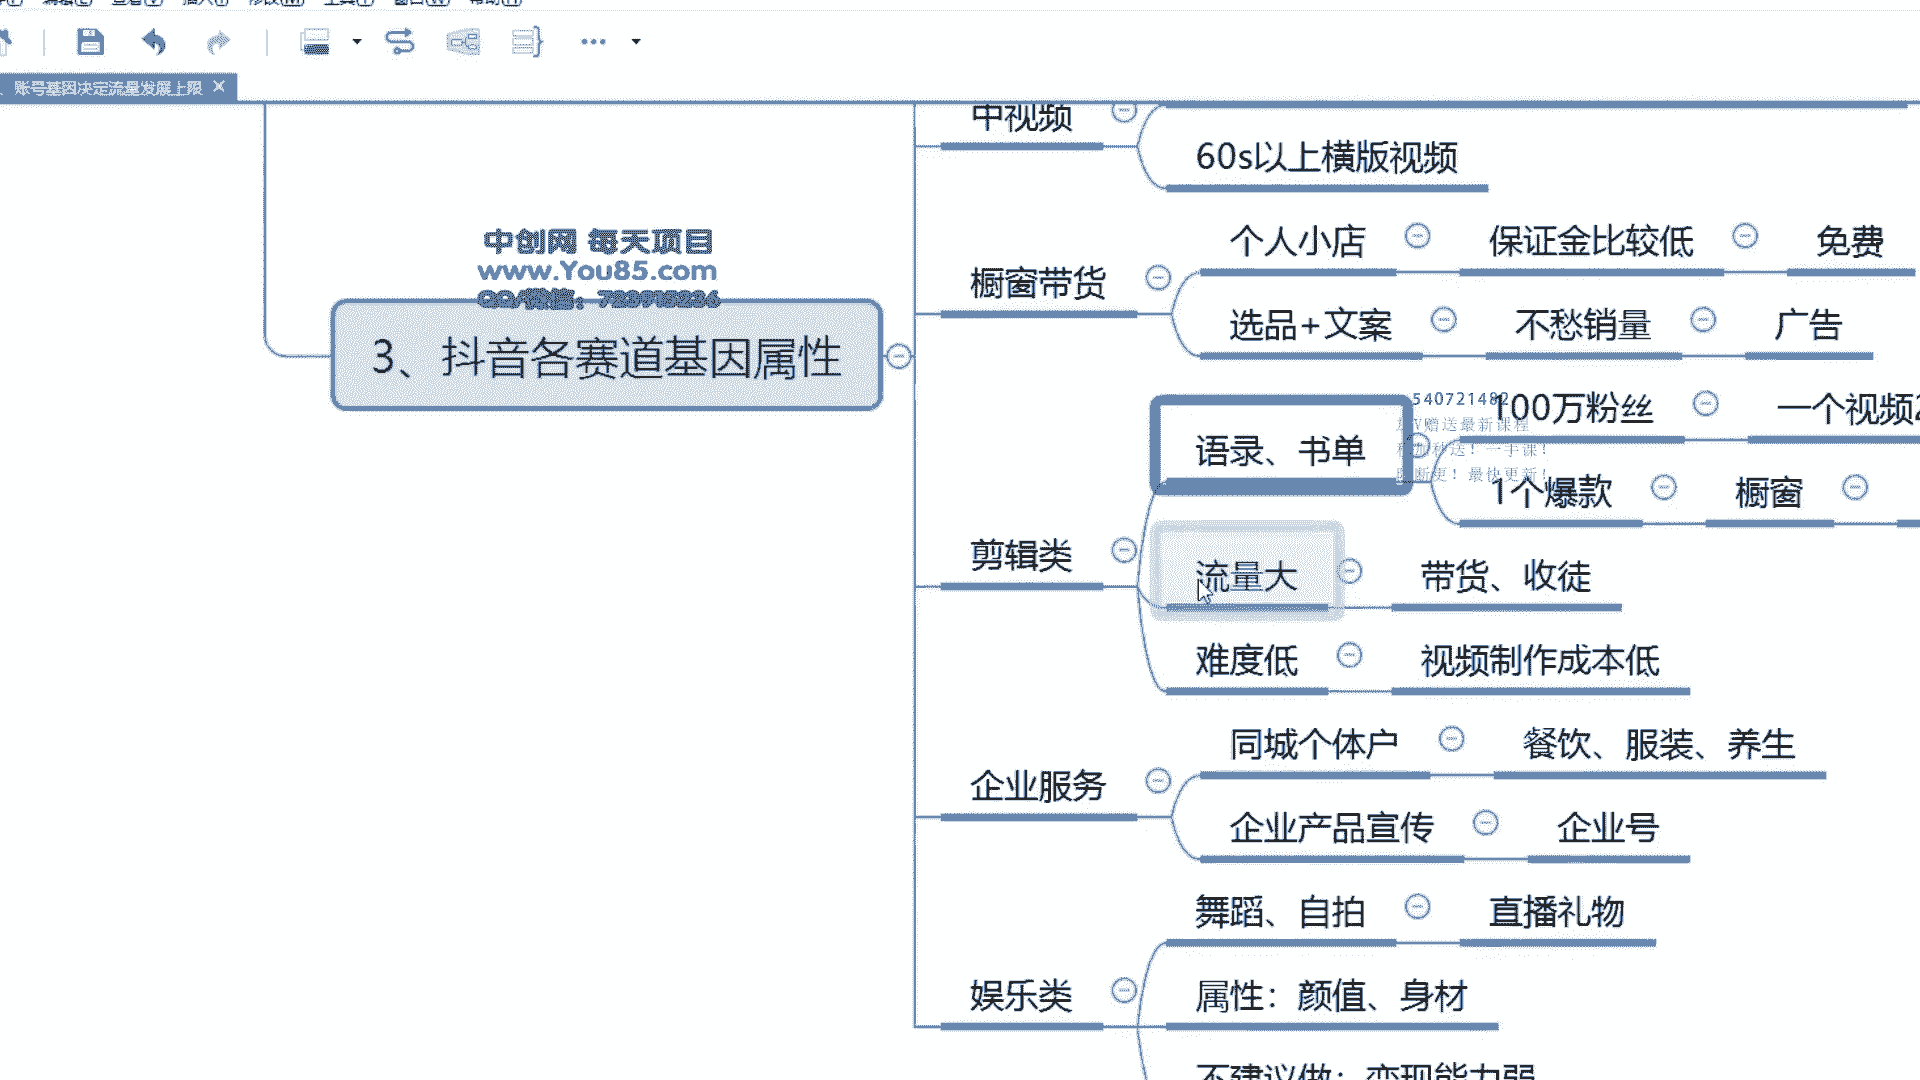 账号基因决定流量发展上限
中创网 每天项目
www.You85.com
3、抖音各赛道基因属性
中视频
60s以上横版视频
橱窗带货
个人小店 保证金比较低 免费
选品+文案 不愁销量 广告
剪辑类
语录、书单
540721482
赠送最新课程
100万粉丝 一个视频2
1个爆款 橱窗
流量大 带货、收徒
难度低 视频制作成本低
企业服务
同城个体户 餐饮、服装、养生
企业产品宣传 企业号
娱乐类
舞蹈、自拍 直播礼物
属性：颜值、身材
不建议做：变现能力弱